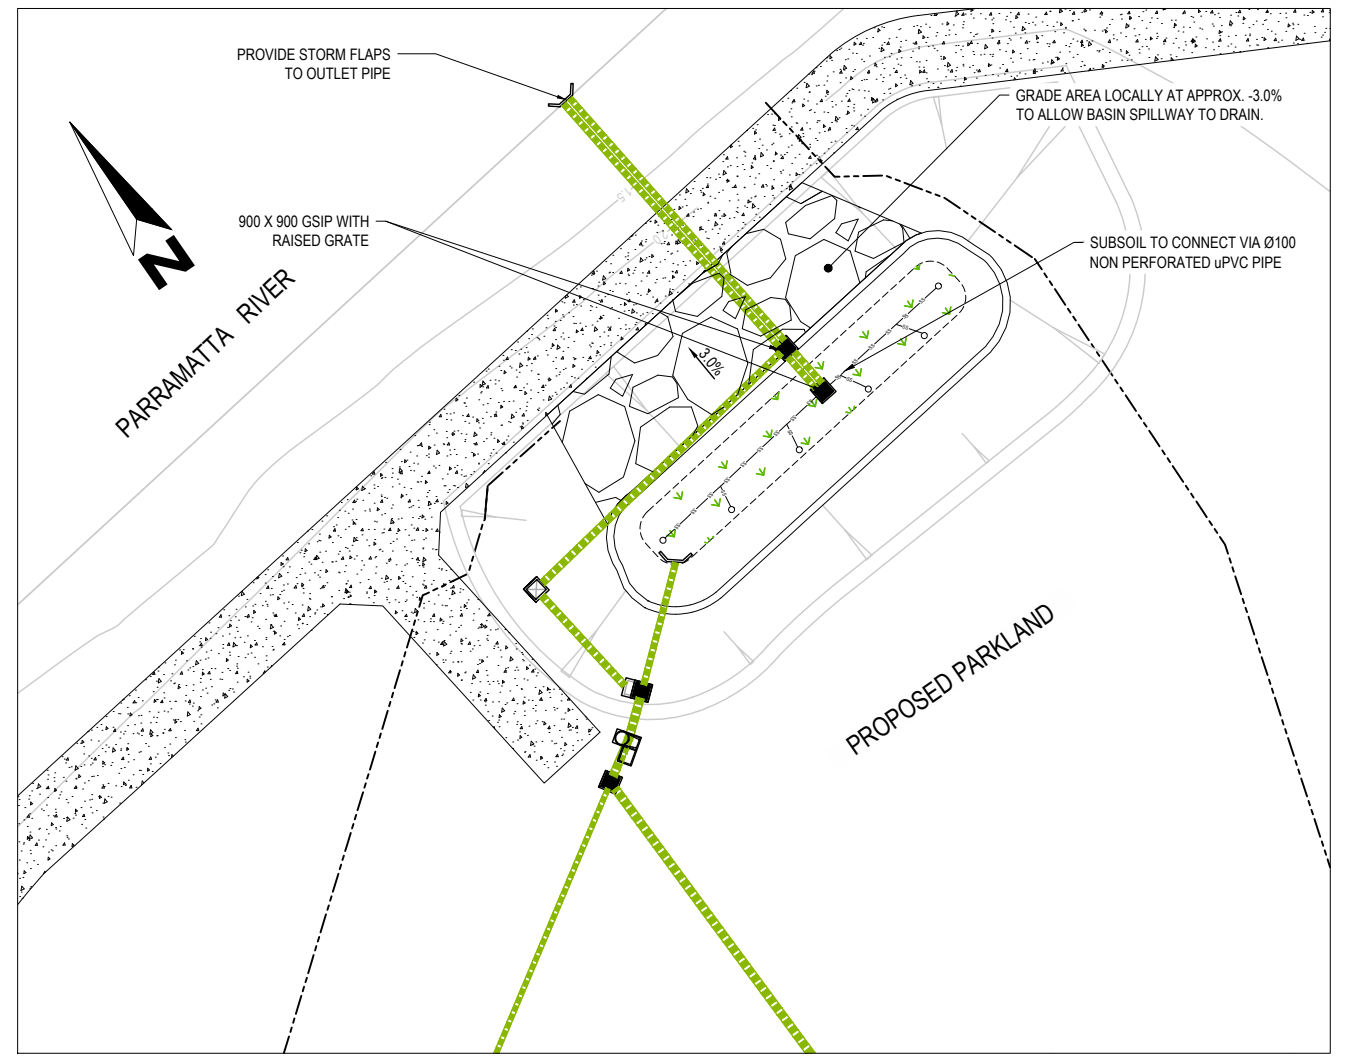 PROVIDE STORM FLAPS
TO OUTLET PIPE
GRADE AREA LOCALLY AT APPROX. -3.0%
TO ALLOW BASIN SPILLWAY TO DRAIN.
900 X 900 GSIP WITH
RAISED GRATE
SUBSOIL TO CONNECT VIA Ø100
NON PERFORATED uPVC PIPE
N
PARRAMATTA RIVER
1.5
3.0%
PROPOSED PARKLAND